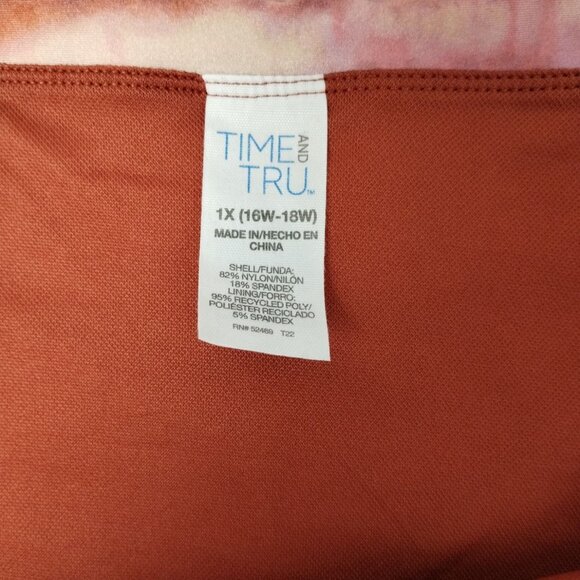 TIME AND
TRU™
1X (16W-18W)
MADE IN/HECHO EN
CHINA
SHELL/FUNDA:
82% NYLON/NILÓN
18% SPANDEX
LINING/FORRO:
95% RECYCLED POLY/
POLIÉSTER RECICLADO
5% SPANDEX
FIN# 52469 T22